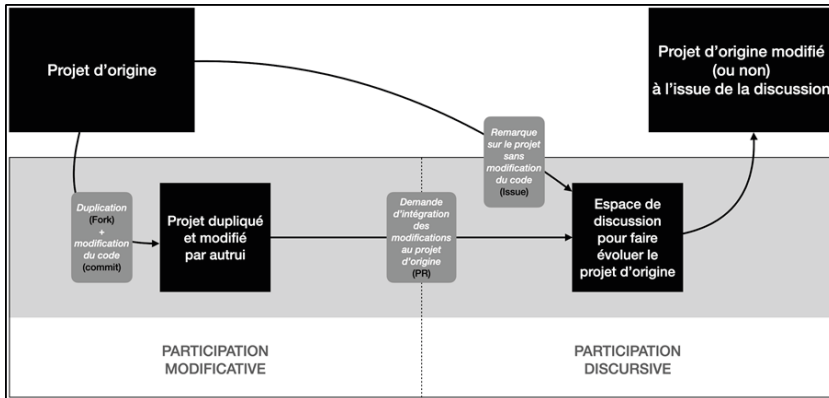 Projet d'origine
Projet d'origine modifié
(ou non)
à l'issue de la discussion
Remarque
sur le projet
sans
modification
du code
(Issue)
Duplication
(Fork)
+
modification
du code
(commit)
Projet dupliqué
et modifié
par autrui
Demande
d'intégration
des
modifications
au projet
d'origine
(PR)
Espace de
discussion
pour faire
évoluer le
projet d'origine
PARTICIPATION
MODIFICATIVE
PARTICIPATION
DISCURSIVE